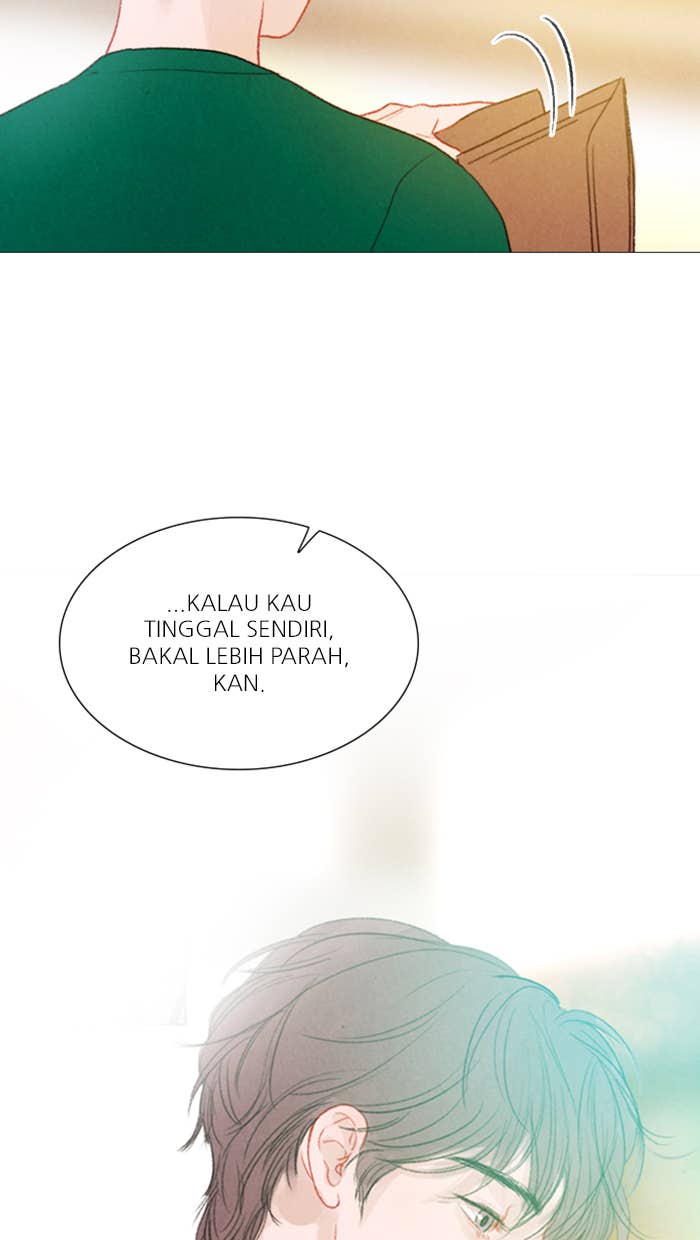 ...KALAU KAU
TINGGAL SENDIRI,
BAKAL LEBIH PARAH,
KAN.